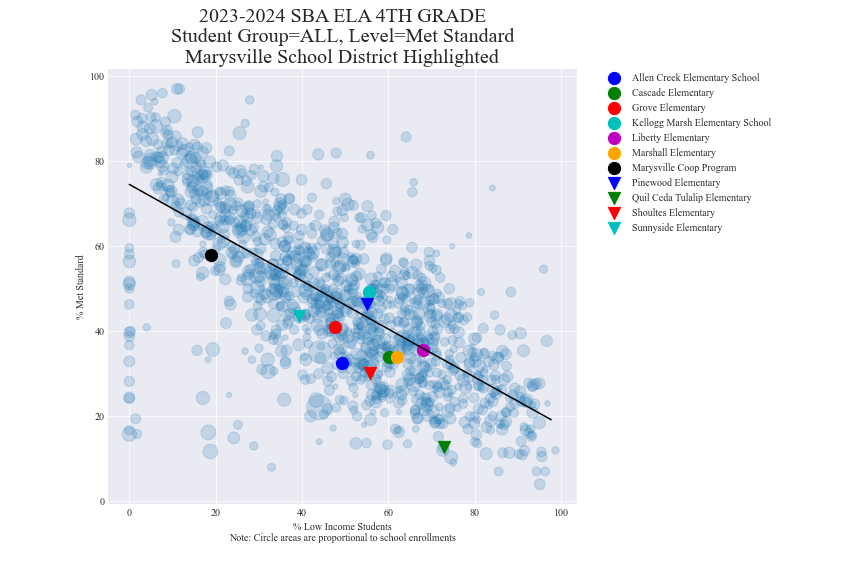 2023-2024 SBA ELA 4TH GRADE
Student Group=ALL, Level=Met Standard
Marysville School District Highlighted
100
80
60
40
20
0
% Met Standard
0 20 40 60 80 100
% Low Income Students
Note: Circle areas are proportional to school enrollments
Allen Creek Elementary School
Cascade Elementary
Grove Elementary
Kellogg Marsh Elementary School
Liberty Elementary
Marshall Elementary
Marysville Coop Program
Pinewood Elementary
Quil Ceda Tulalip Elementary
Shoultes Elementary
Sunnyside Elementary